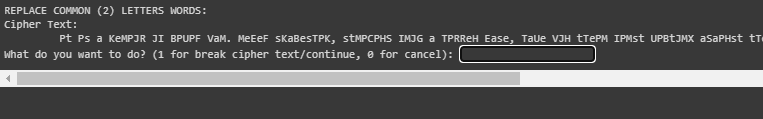 REPLACE COMMON (2) LETTERS WORDS:
Cipher Text:
Pt Ps a KeMPJR JI BPUPF VaM. MeEeF sKaBesTPK, stMPCPHS IMJG a TPRReH Ease, TaUe VJH tTePM IPMst UPBtJMX aSaPHst tTe
What do you want to do? (1 for break cipher text/continue, 0 for cancel):